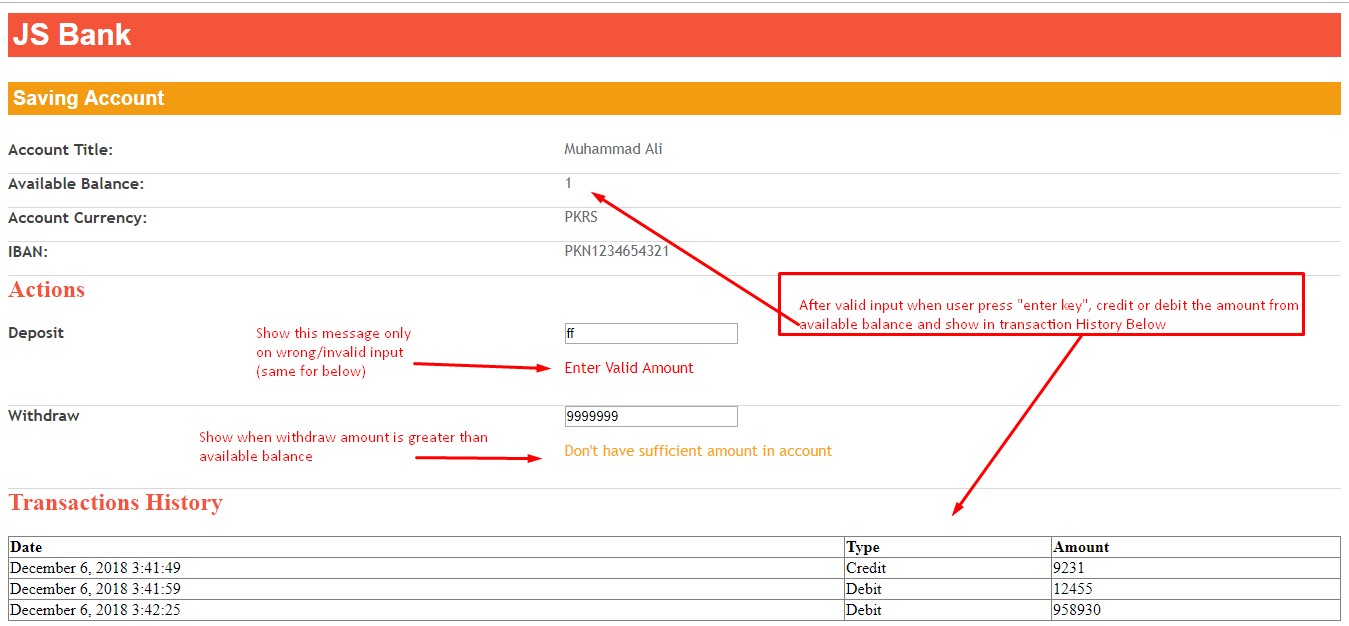 JS Bank
Saving Account
Account Title: Muhammad Ali
Available Balance: 1
Account Currency: PKRS
IBAN: PKN1234654321
Actions
After valid input when user press "enter key", credit or debit the amount from
available balance and show in transaction History Below
Deposit ff
Show this message only
on wrong/invalid input
(same for below)
Enter Valid Amount
Withdraw 9999999
Show when withdraw amount is greater than
available balance
Don't have sufficient amount in account
Transactions History
Date Type Amount
December 6, 2018 3:41:49 Credit 9231
December 6, 2018 3:41:59 Debit 12455
December 6, 2018 3:42:25 Debit 958930